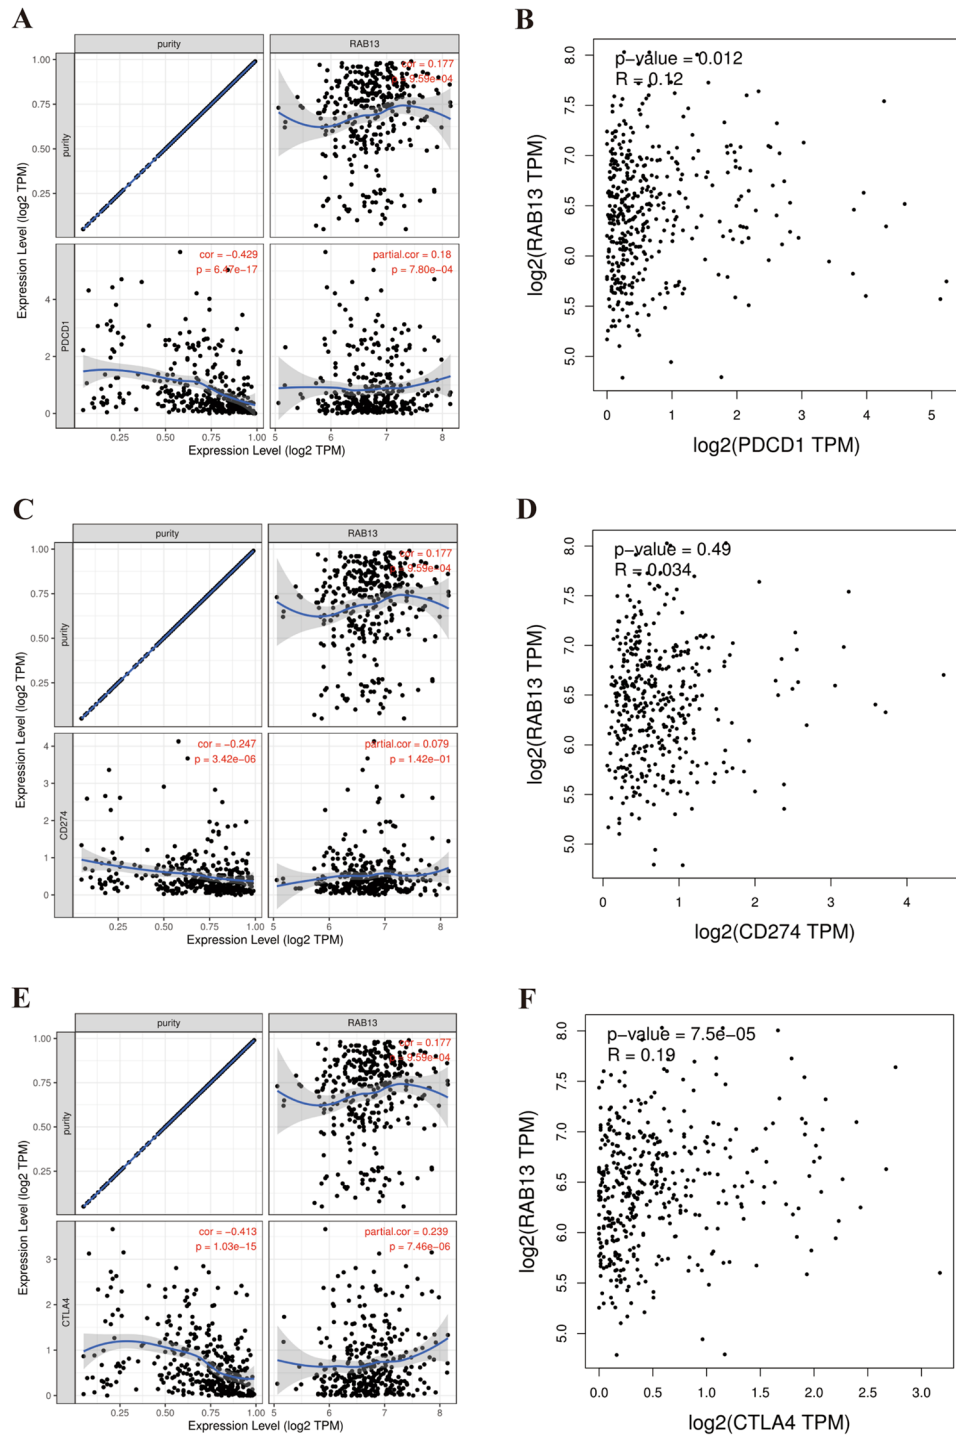 A
purity
RAB13
1.00
0.75
0.50
0.25
purity
cor = 0.177
p = 9.59e−04
Expression Level (log2 TPM)
4
2
0
PDCD1
cor = −0.429
p = 6.47e−17
partial.cor = 0.18
p = 7.80e−04
0.25 0.50 0.75 1.00 5 6 7 8
Expression Level (log2 TPM)
B
p−value = 0.012
R = 0.12
8.0
7.5
7.0
6.5
6.0
5.5
5.0
log2(RAB13 TPM)
0 1 2 3 4 5
log2(PDCD1 TPM)
C
purity
RAB13
1.00
0.75
0.50
0.25
purity
cor = 0.177
p = 9.59e−04
Expression Level (log2 TPM)
4
3
2
1
0
CD274
cor = −0.247
p = 3.42e−06
partial.cor = 0.079
p = 1.42e−01
0.25 0.50 0.75 1.00 5 6 7 8
Expression Level (log2 TPM)
D
p−value = 0.49
R = 0.034
8.0
7.5
7.0
6.5
6.0
5.5
5.0
log2(RAB13 TPM)
0 1 2 3 4
log2(CD274 TPM)
E
purity
RAB13
1.00
0.75
0.50
0.25
purity
cor = 0.177
p = 9.59e−04
Expression Level (log2 TPM)
3
2
1
0
CTLA4
cor = −0.413
p = 1.03e−15
partial.cor = 0.239
p = 7.46e−06
0.25 0.50 0.75 1.00 5 6 7 8
Expression Level (log2 TPM)
F
p−value = 7.5e−05
R = 0.19
8.0
7.5
7.0
6.5
6.0
5.5
5.0
log2(RAB13 TPM)
0.0 0.5 1.0 1.5 2.0 2.5 3.0
log2(CTLA4 TPM)